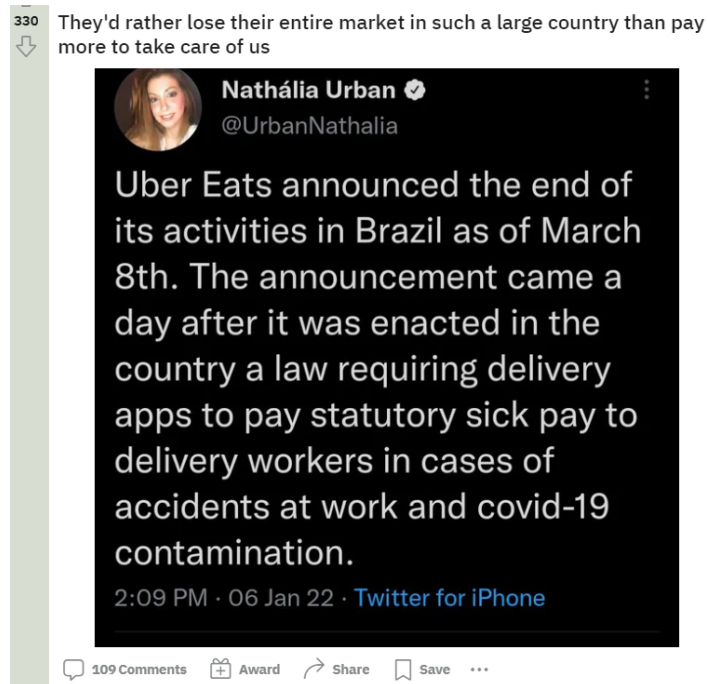 They'd rather lose their entire market in such a large country than pay
more to take care of us
330
Nathália Urban
@UrbanNathalia
Uber Eats announced the end of
its activities in Brazil as of March
8th. The announcement came a
day after it was enacted in the
country a law requiring delivery
apps to pay statutory sick pay to
delivery workers in cases of
accidents at work and covid-19
contamination.
2:09 PM · 06 Jan 22 · Twitter for iPhone
109 Comments Award Share Save ...